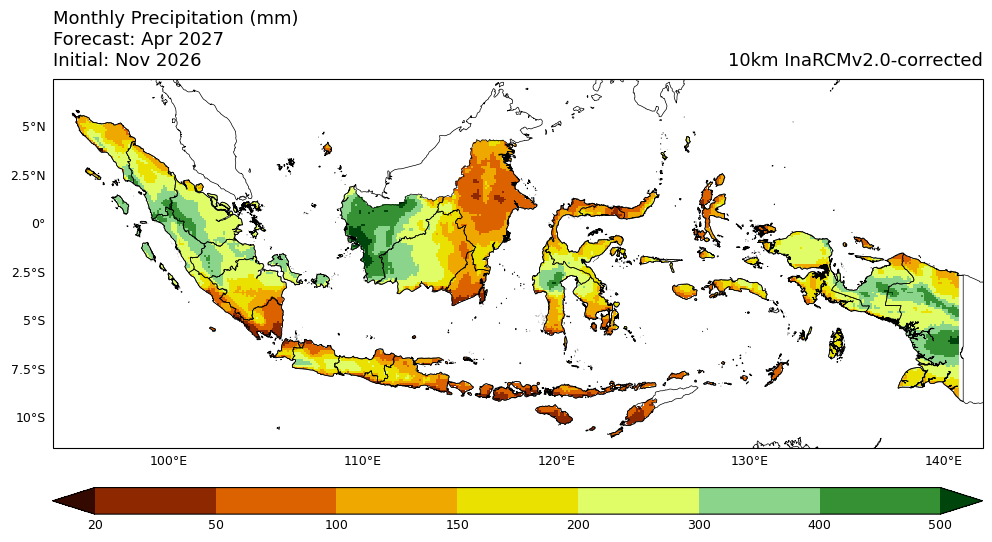 Monthly Precipitation (mm)
Forecast: Apr 2027
Initial: Nov 2026
10km InaRCMv2.0-corrected
5°N
2.5°N
0°
2.5°S
5°S
7.5°S
10°S
100°E 110°E 120°E 130°E 140°E
20 50 100 150 200 300 400 500